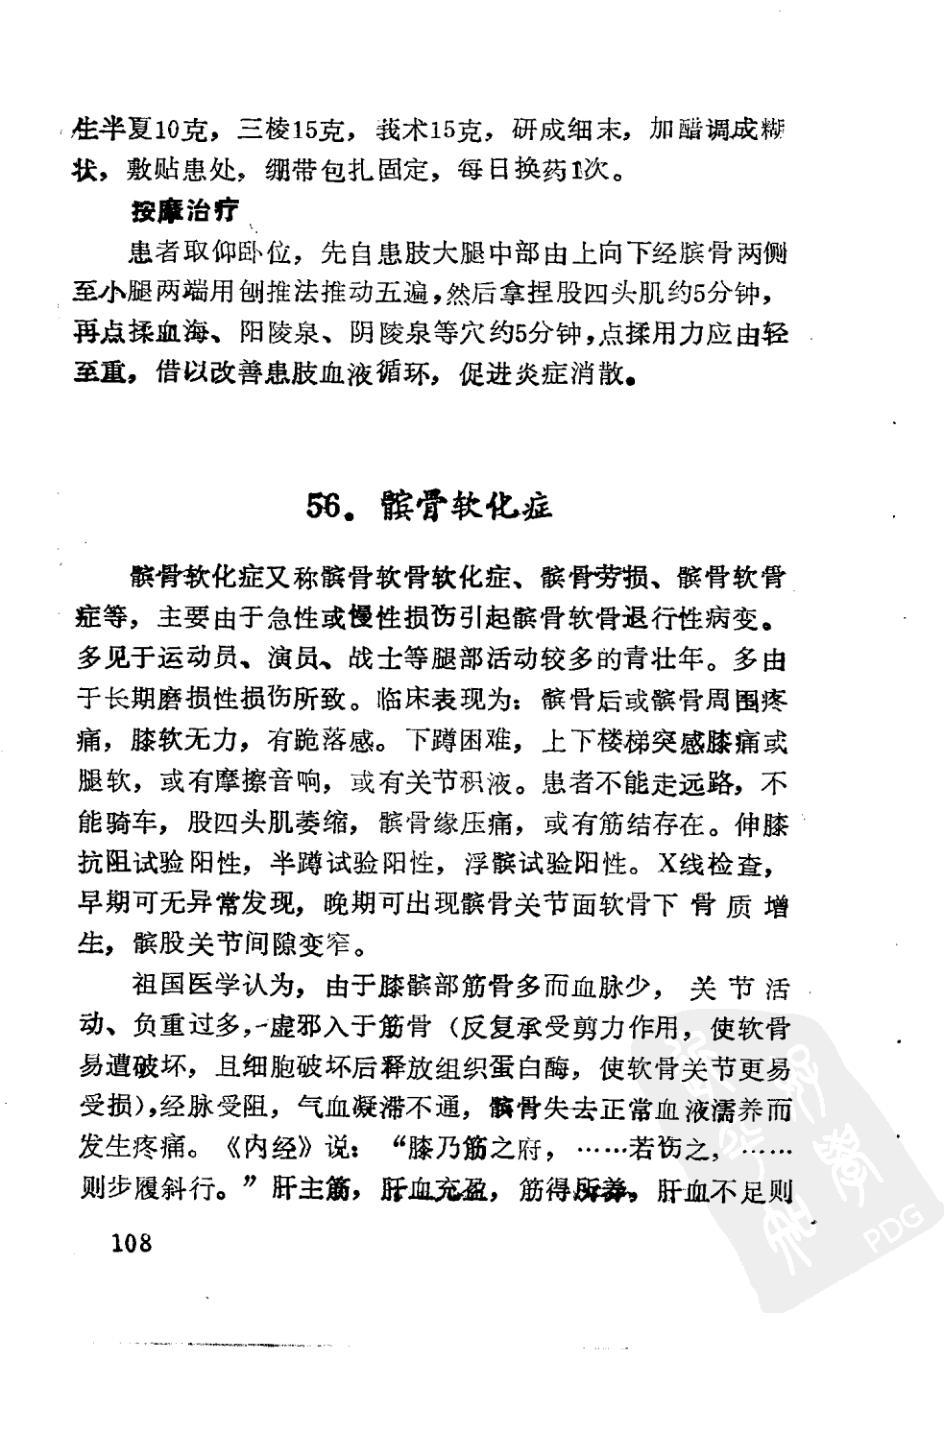 生半夏10克，三棱15克，莪术15克，研成细末，加醋调成糊
状，敷贴患处，绷带包扎固定，每日换药1次。
按摩治疗
患者取仰卧位，先自患肢大腿中部由上向下经膑骨两侧
至小腿两端用刨推法推动五遍，然后拿捏股四头肌约5分钟，
再点揉血海、阳陵泉、阴陵泉等穴约5分钟，点揉用力应由轻
至重，借以改善患肢血液循环，促进炎症消散。
56. 髌骨软化症
髌骨软化症又称髌骨软骨软化症、髌骨劳损、髌骨软骨
症等，主要由于急性或慢性损伤引起髌骨软骨退行性病变。
多见于运动员、演员、战士等腿部活动较多的青壮年。多由
于长期磨损性损伤所致。临床表现为：髌骨后或髌骨周围疼
痛，膝软无力，有跪落感。下蹲困难，上下楼梯突感膝痛或
腿软，或有摩擦音响，或有关节积液。患者不能走远路，不
能骑车，股四头肌萎缩，髌骨缘压痛，或有筋结存在。伸膝
抗阻试验阳性，半蹲试验阳性，浮髌试验阳性。X线检查，
早期可无异常发现，晚期可出现髌骨关节面软骨下骨质增
生，髌股关节间隙变窄。
祖国医学认为，由于膝髌部筋骨多而血脉少，关节活
动、负重过多，虚邪入于筋骨（反复承受剪力作用，使软骨
易遭破坏，且细胞破坏后释放组织蛋白酶，使软骨关节更易
受损），经脉受阻，气血凝滞不通，髌骨失去正常血液濡养而
发生疼痛。《内经》说：“膝乃筋之府，……若伤之，……
则步履斜行。”肝主筋，肝血充盈，筋得所养，肝血不足则
108
PDG